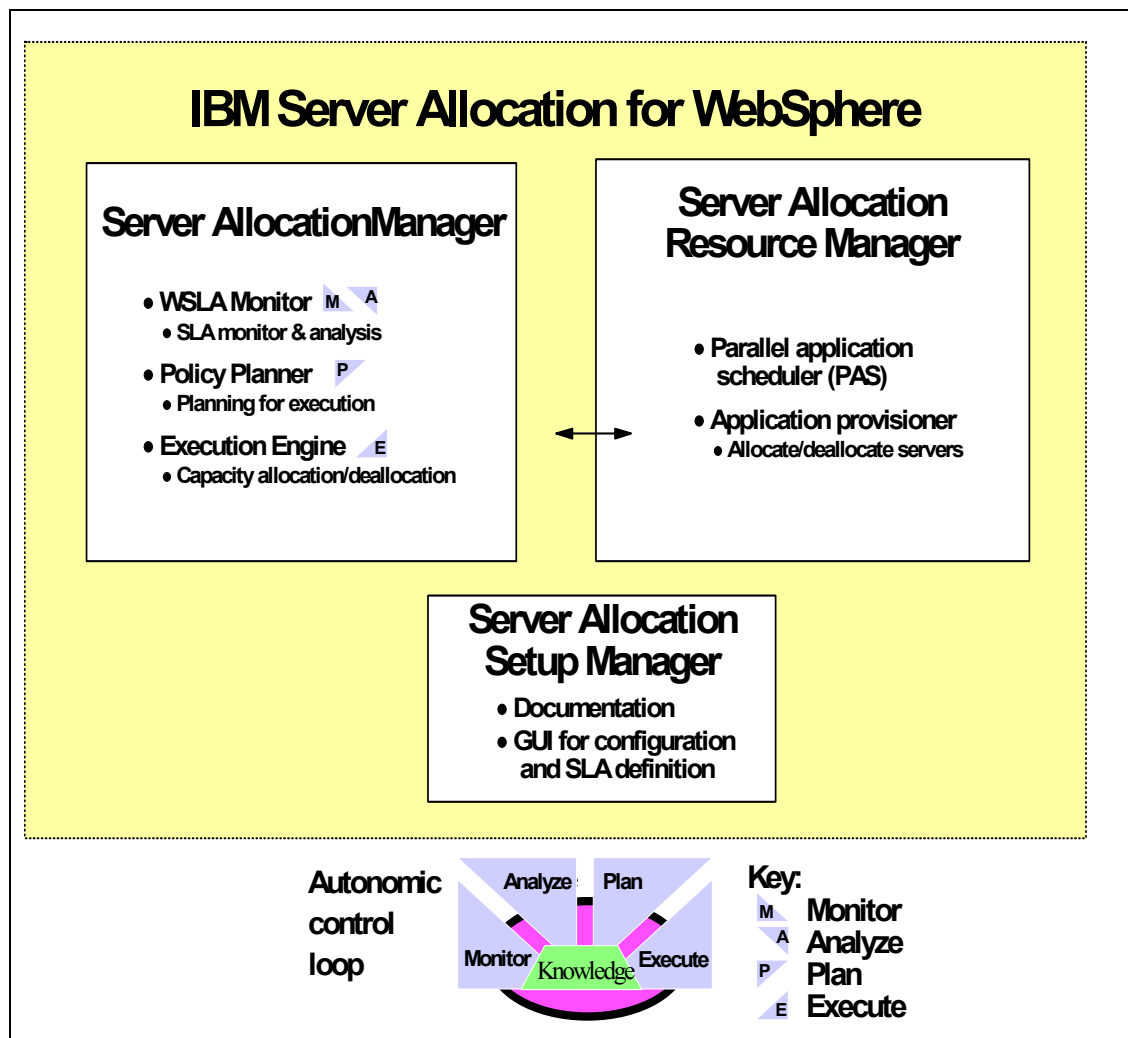 IBM Server Allocation for WebSphere
Server AllocationManager
• WSLA Monitor M A
• SLA monitor & analysis
• Policy Planner P
• Planning for execution
• Execution Engine E
• Capacity allocation/deallocation
Server Allocation
Resource Manager
• Parallel application
scheduler (PAS)
• Application provisioner
• Allocate/deallocate servers
Server Allocation
Setup Manager
• Documentation
• GUI for configuration
and SLA definition
Autonomic
control
loop
Analyze
Plan
Monitor
Knowledge
Execute
Key:
M Monitor
A Analyze
P Plan
E Execute